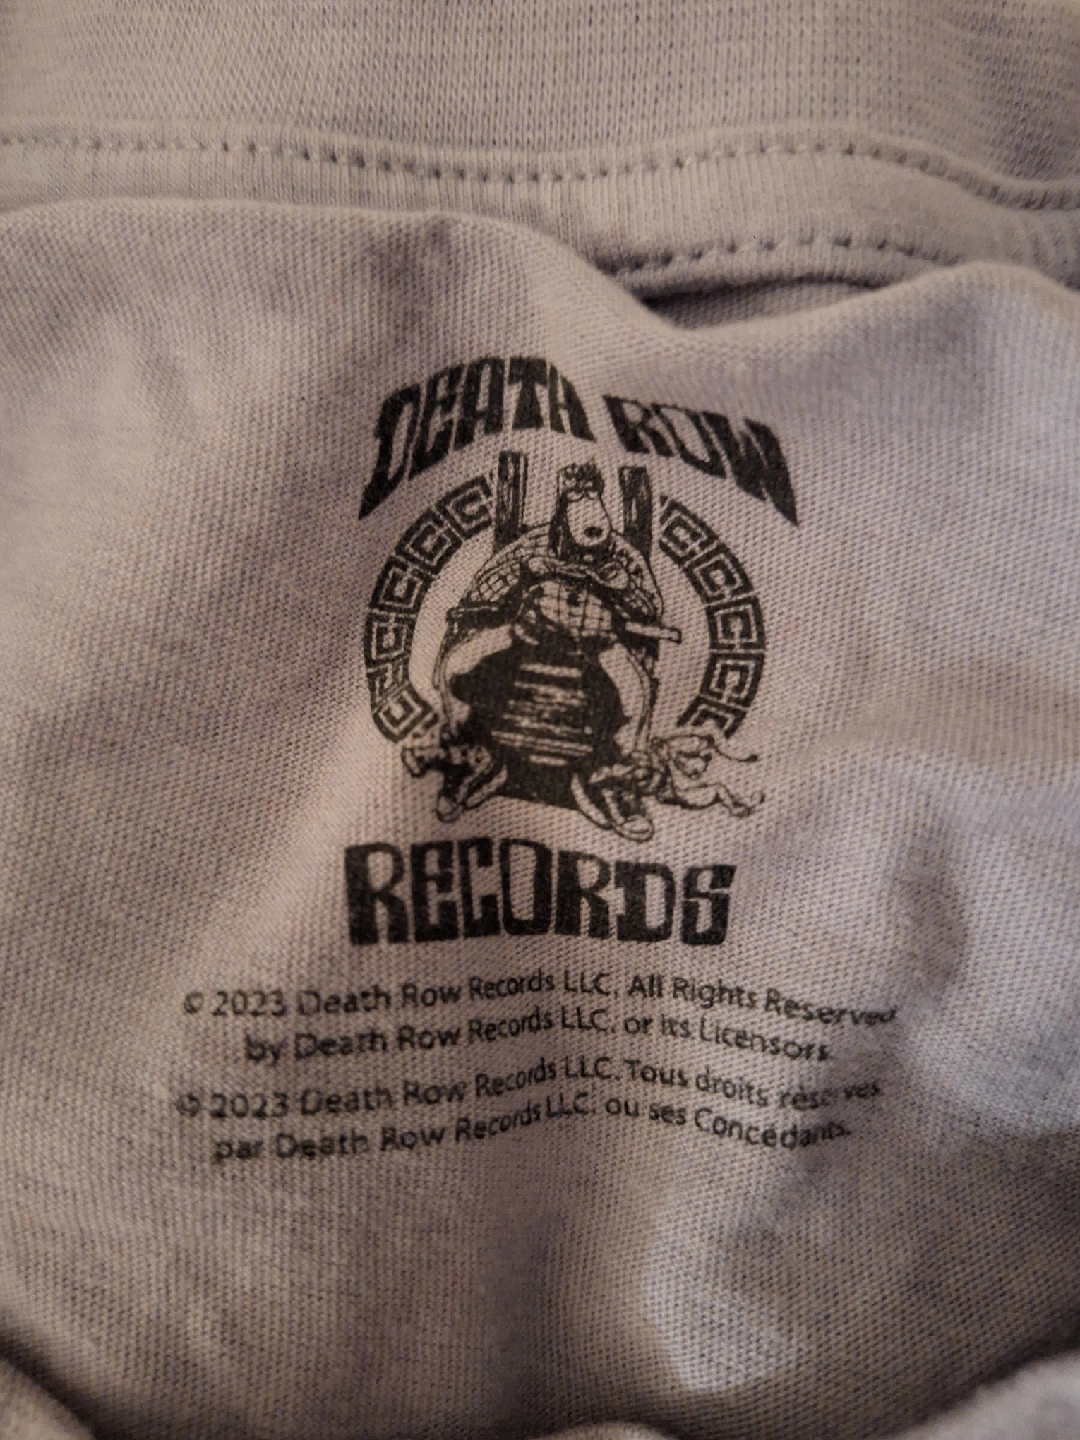 DEATH ROW
RECORDS
© 2023 Death Row Records LLC. All Rights Reserved
by Death Row Records LLC. or its Licensors
© 2023 Death Row Records LLC. Tous droits réservés
par Death Row Records LLC. ou ses Concédants.